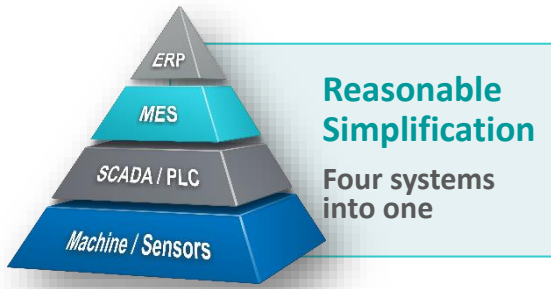 ERP
MES
SCADA / PLC
Machine / Sensors
Reasonable
Simplification
Four systems
into one